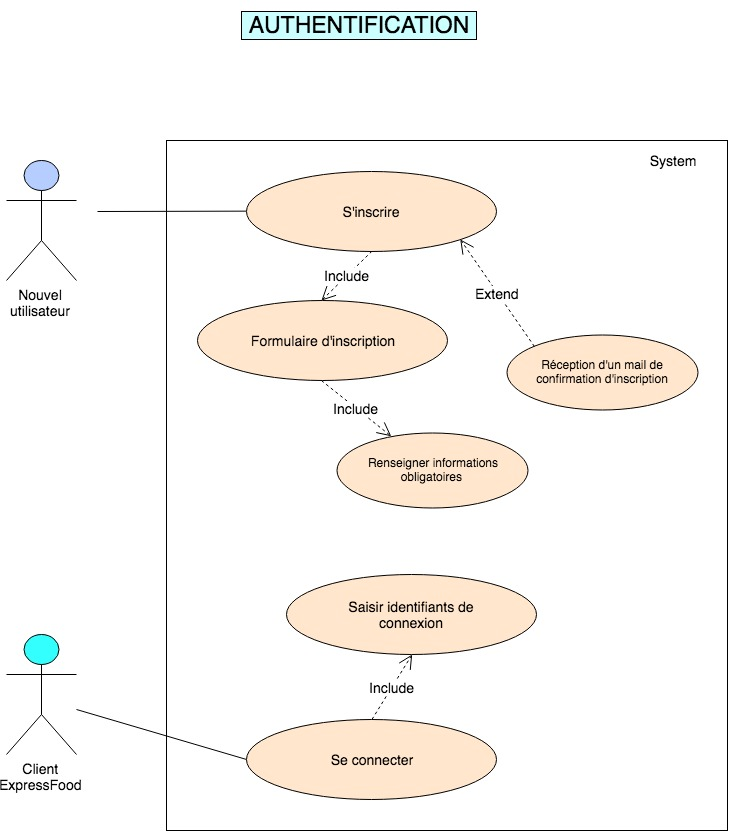 AUTHENTIFICATION
System
S'inscrire
Nouvel
utilisateur
Include
Extend
Formulaire d'inscription
Réception d'un mail de
confirmation d'inscription
Include
Renseigner informations
obligatoires
Saisir identifiants de
connexion
Include
Se connecter
Client
ExpressFood